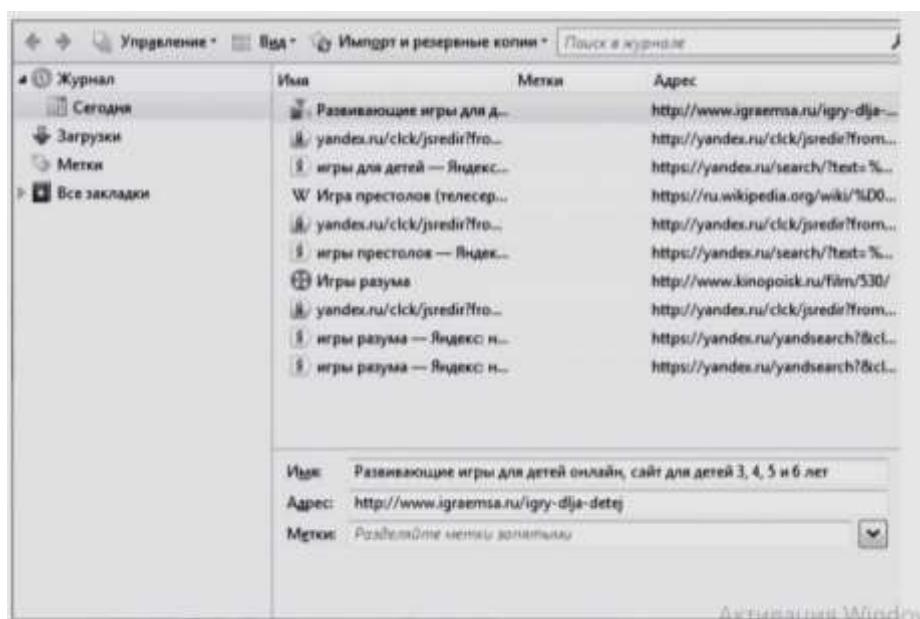 Управление Вид Импорт и резервные копии Поиск в журнале
Журнал Имя Метки Адрес
Сегодня Развивающие игры для д... http://www.igraemsa.ru/igry-dlja-...
Загрузки yandex.ru/clck/jsredir?fro... http://yandex.ru/clck/jsredir?from...
Метки игры для детей — Яндекс... https://yandex.ru/search/?text=%...
Все закладки W Игра престолов (телесер... https://ru.wikipedia.org/wiki/%D0...
yandex.ru/clck/jsredir?fro... http://yandex.ru/clck/jsredir?from...
игры престолов — Яндек... https://yandex.ru/search/?text=%...
Игры разума http://www.kinopoisk.ru/film/530/
yandex.ru/clck/jsredir?fro... http://yandex.ru/clck/jsredir?from...
игры разума — Яндекс: н... https://yandex.ru/yandsearch?&cl...
игры разума — Яндекс: н... https://yandex.ru/yandsearch?&cl...
Имя: Развивающие игры для детей онлайн, сайт для детей 3, 4, 5 и 6 лет
Адрес: http://www.igraemsa.ru/igry-dlja-detej
Метки: Разделяйте метки запятыми
Активация Window